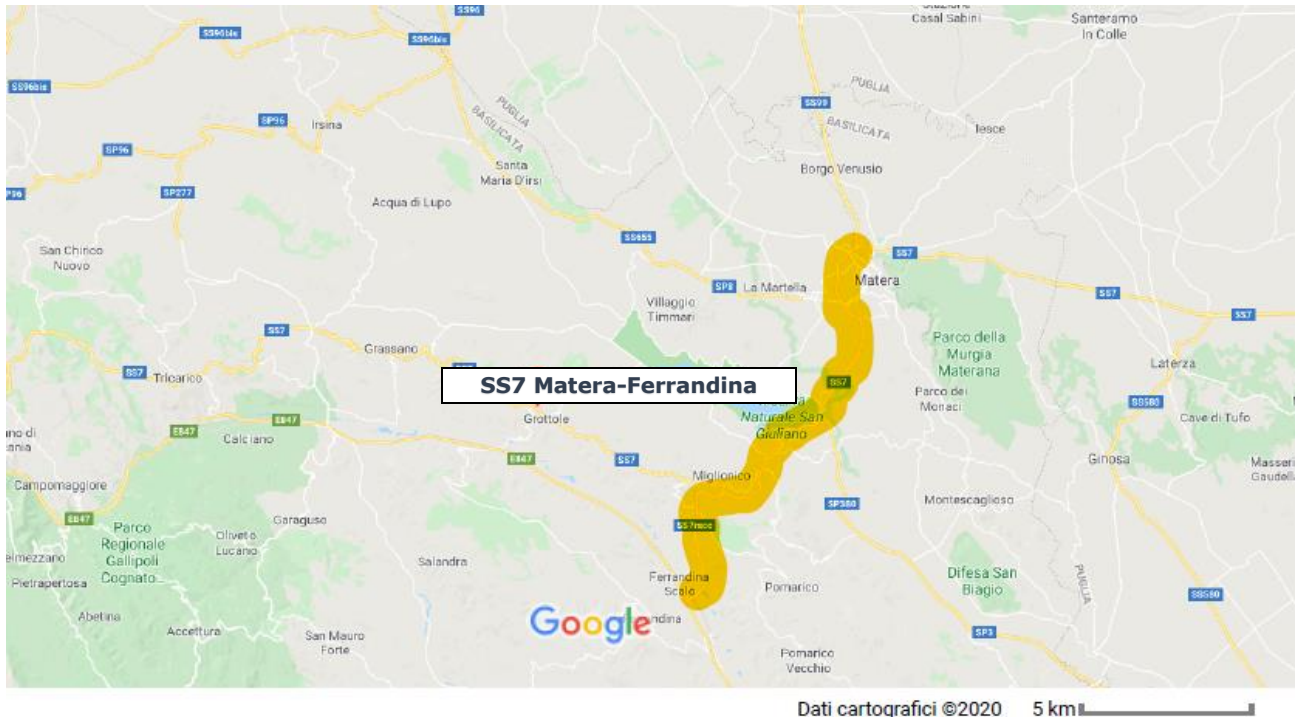 SS96
Casal Sabini
Santeramo
In Colle
SS96bis
SS96bis
SS96bis
PUGLIA
SS99
PUGLIA
BASILICATA
SP96
Irsina
BASILICATA
Iesce
SP96
Santa
Maria D'Irsi
Borgo Venusio
SP277
Acqua di Lupo
San Chirico
Nuovo
SS655
SS7
Matera
SP8
La Martella
SS7
Villaggio
Timmari
SS7
SS7
Parco della
Murgia
Materana
Grassano
Laterza
SS7
Tricarico
SS7 Matera-Ferrandina
SS7
Parco dei
Monaci
SS580
Naturale San
Giuliano
Grottole
Cave di Tufo
E847
E847
Calciano
E847
SS7
Ginosa
Miglionico
Campomaggiore
SP380
Montescaglioso
E847
Garaguso
SS7racc
Parco
Regionale
Gallipoli
Cognato...
Oliveto
Lucano
Salandra
Ferrandina
Scalo
Pomarico
Difesa San
Biagio
PUGLIA
Pietrapertosa
SS580
Abetina
Accettura
San Mauro
Forte
Google
SP3
Pomarico
Vecchio
Dati cartografici ©2020 5 km